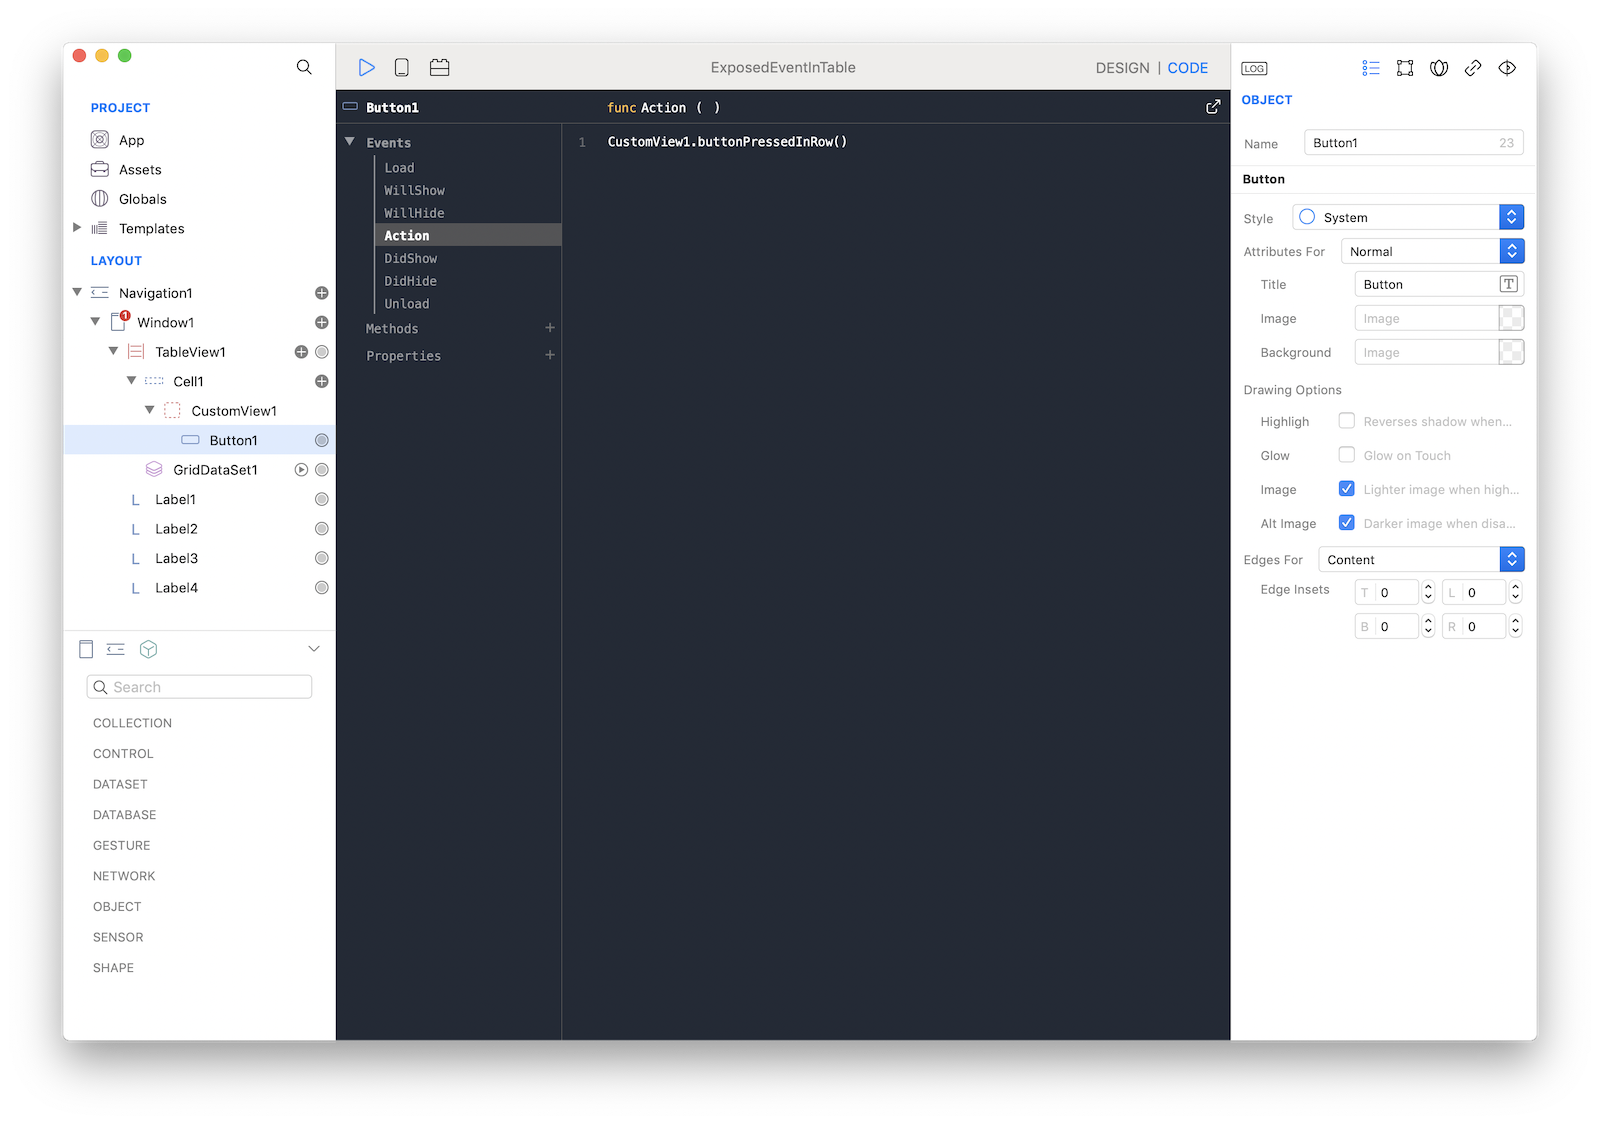 ExposedEventInTable
DESIGN | CODE
LOG
PROJECT
App
Assets
Globals
Templates
LAYOUT
Navigation1
1
Window1
TableView1
Cell1
CustomView1
Button1
GridDataSet1
L Label1
L Label2
L Label3
L Label4
Search
COLLECTION
CONTROL
DATASET
DATABASE
GESTURE
NETWORK
OBJECT
SENSOR
SHAPE
Button1
func Action ( )
Events
Load
WillShow
WillHide
Action
DidShow
DidHide
Unload
Methods +
Properties +
1 CustomView1.buttonPressedInRow()
OBJECT
Name Button1 23
Button
Style System
Attributes For Normal
Title Button T
Image Image
Background Image
Drawing Options
Highligh Reverses shadow when...
Glow Glow on Touch
Image Lighter image when high...
Alt Image Darker image when disa...
Edges For Content
Edge Insets T 0 L 0
B 0 R 0